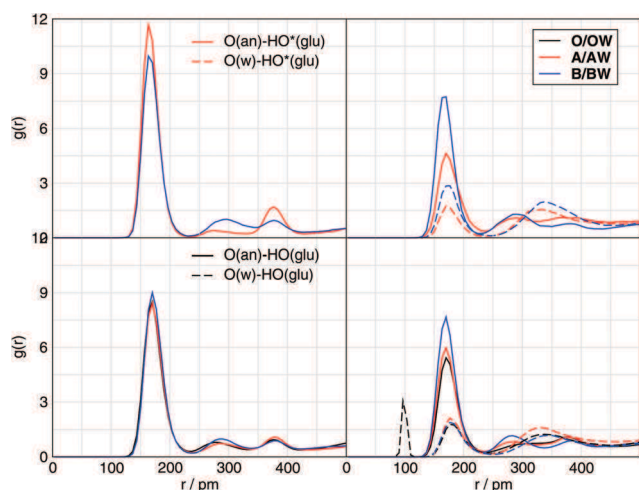 12
9
6
3
12
9
6
3
0
g(r)
g(r)
O(an)-HO*(glu)
O(w)-HO*(glu)
O/OW
A/AW
B/BW
O(an)-HO(glu)
O(w)-HO(glu)
0 100 200 300 400 0 100 200 300 400
r / pm r / pm